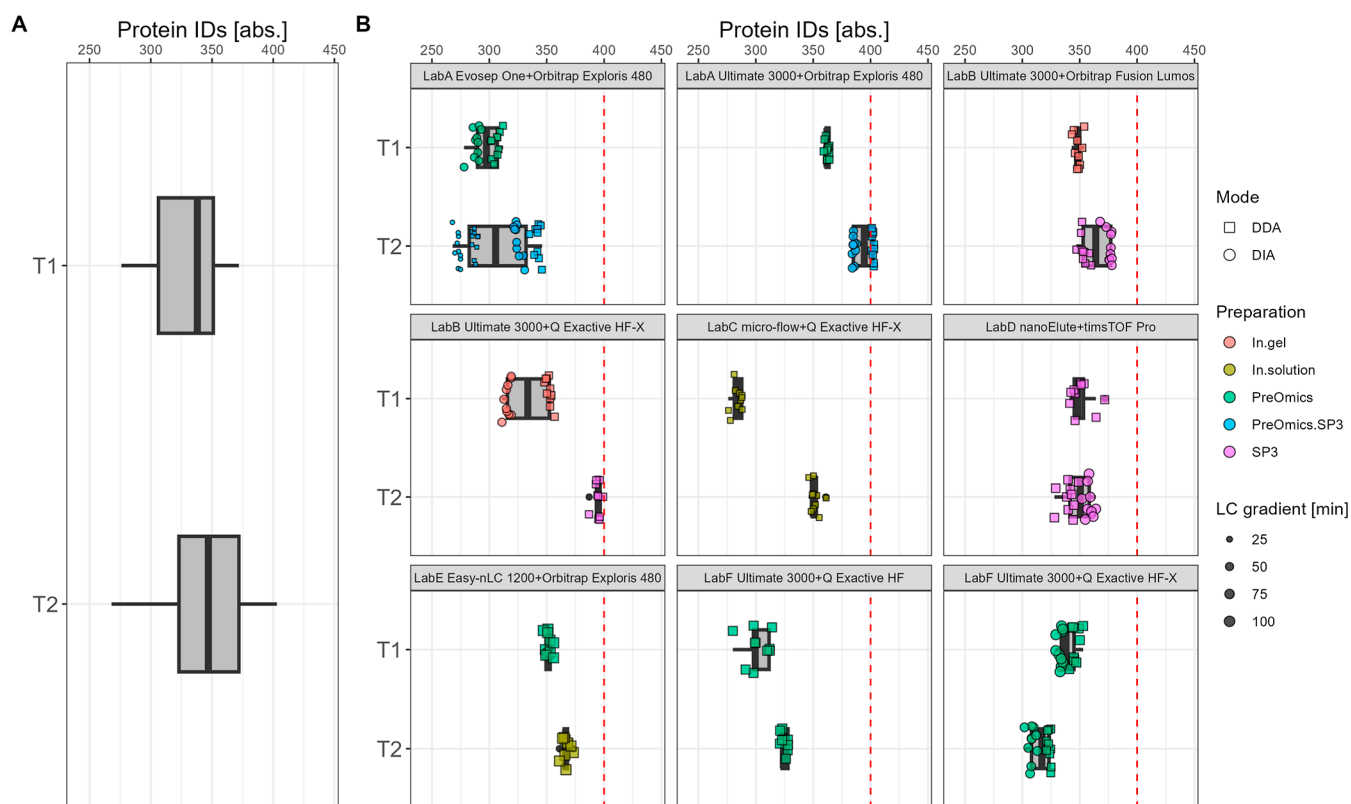 A
Protein IDs [abs.]
250 300 350 400 450
T1
T2
B
Protein IDs [abs.] Protein IDs [abs.]
250 300 350 400 450 250 300 350 400 450 250 300 350 400 450
LabA Evosep One+Orbitrap Exploris 480 LabA Ultimate 3000+Orbitrap Exploris 480 LabB Ultimate 3000+Orbitrap Fusion Lumos
T1
T2
LabB Ultimate 3000+Q Exactive HF-X LabC micro-flow+Q Exactive HF-X LabD nanoElute+timsTOF Pro
T1
T2
LabE Easy-nLC 1200+Orbitrap Exploris 480 LabF Ultimate 3000+Q Exactive HF LabF Ultimate 3000+Q Exactive HF-X
T1
T2
Mode
DDA
DIA
Preparation
In.gel
In.solution
PreOmics
PreOmics.SP3
SP3
LC gradient [min]
25
50
75
100